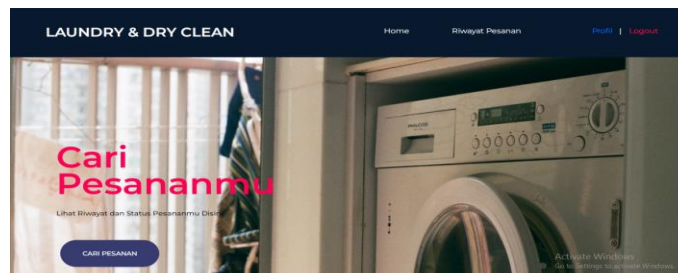 LAUNDRY & DRY CLEAN Home Riwayat Pesanan Profil | Logout
Cari
Pesananmu
Lihat Riwayat dan Status Pesananmu Disini
CARI PESANAN
Activate Windows
Go to Settings to activate Windows.